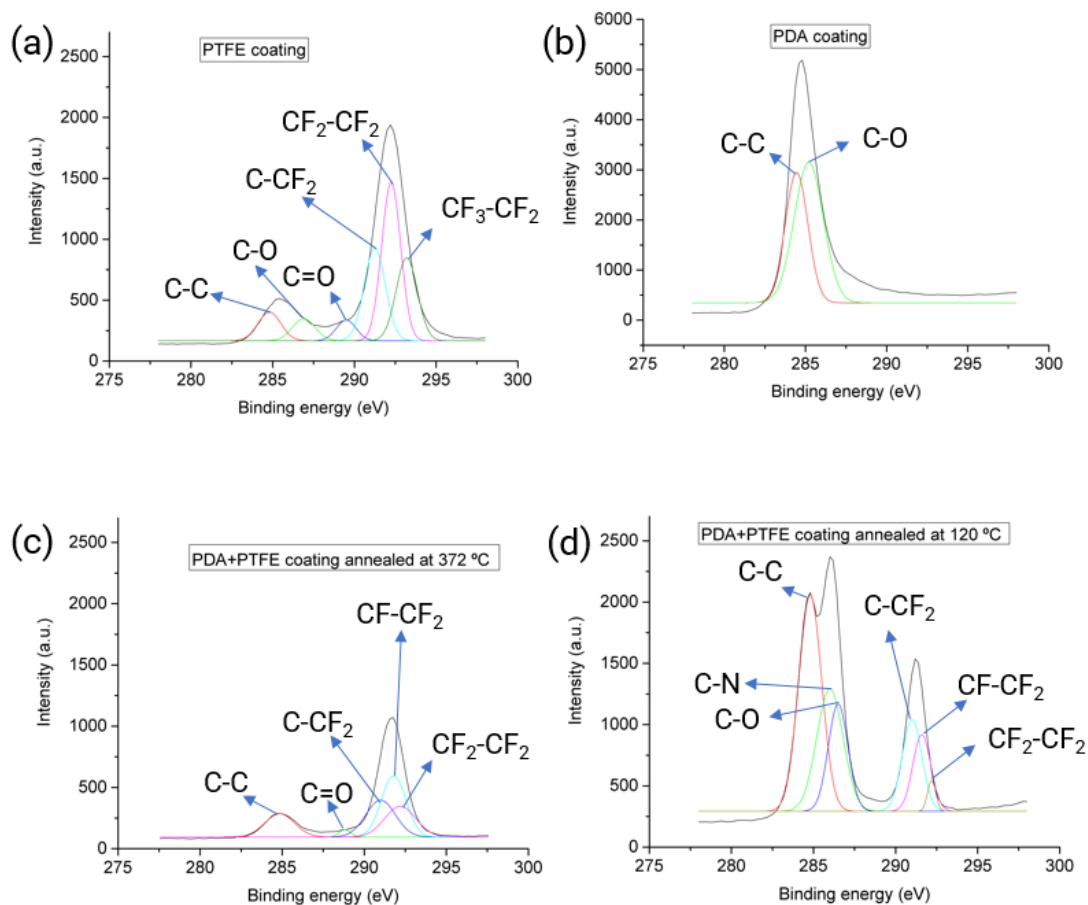 (a)
PTFE coating
2500
2000
1500
1000
500
0
Intensity (a.u.)
CF₂-CF₂
C-CF₂
CF₃-CF₂
C-O
C=O
C-C
275 280 285 290 295 300
Binding energy (eV)
(b)
PDA coating
6000
5000
4000
3000
2000
1000
0
Intensity (a.u.)
C-C
C-O
275 280 285 290 295 300
Binding energy (eV)
(c)
PDA+PTFE coating annealed at 372 ºC
2500
2000
1500
1000
500
0
Intensity (a.u.)
CF-CF₂
C-CF₂
CF₂-CF₂
C-C
C=O
275 280 285 290 295 300
Binding energy (eV)
(d)
PDA+PTFE coating annealed at 120 ºC
2500
2000
1500
1000
500
0
Intensity (a.u.)
C-C
C-CF₂
C-N
CF-CF₂
C-O
CF₂-CF₂
275 280 285 290 295 300
Binding energy (eV)